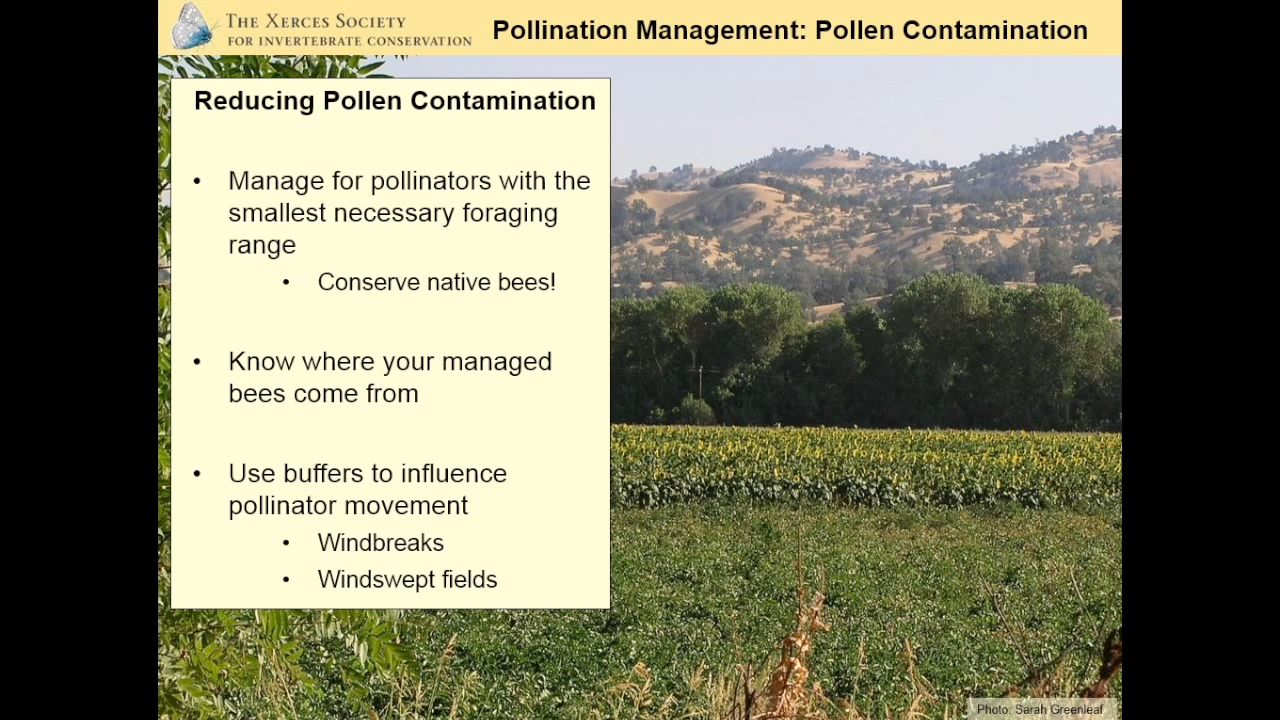 THE XERCES SOCIETY
FOR INVERTEBRATE CONSERVATION
Pollination Management: Pollen Contamination
Reducing Pollen Contamination
• Manage for pollinators with the
smallest necessary foraging
range
• Conserve native bees!
• Know where your managed
bees come from
• Use buffers to influence
pollinator movement
• Windbreaks
• Windswept fields
Photo: Sarah Greenleaf